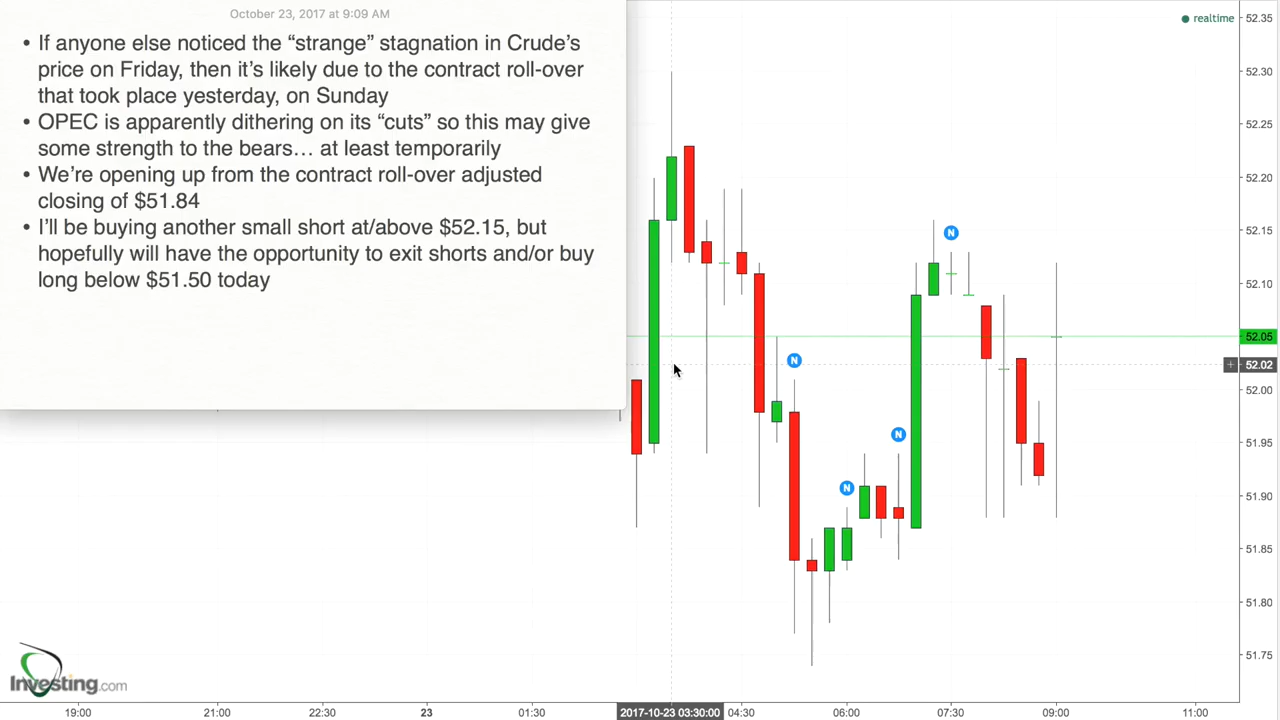 October 23, 2017 at 9:09 AM
• If anyone else noticed the “strange” stagnation in Crude’s
price on Friday, then it’s likely due to the contract roll-over
that took place yesterday, on Sunday
• OPEC is apparently dithering on its “cuts” so this may give
some strength to the bears… at least temporarily
• We’re opening up from the contract roll-over adjusted
closing of $51.84
• I’ll be buying another small short at/above $52.15, but
hopefully will have the opportunity to exit shorts and/or buy
long below $51.50 today
realtime
52.35
52.30
52.25
52.20
52.15
52.10
52.05
+ 52.02
52.00
51.95
51.90
51.85
51.80
51.75
N
N
N
N
Investing.com
19:00 21:00 22:30 23 01:30 2017-10-23 03:30:00 04:30 06:00 07:30 09:00 11:00